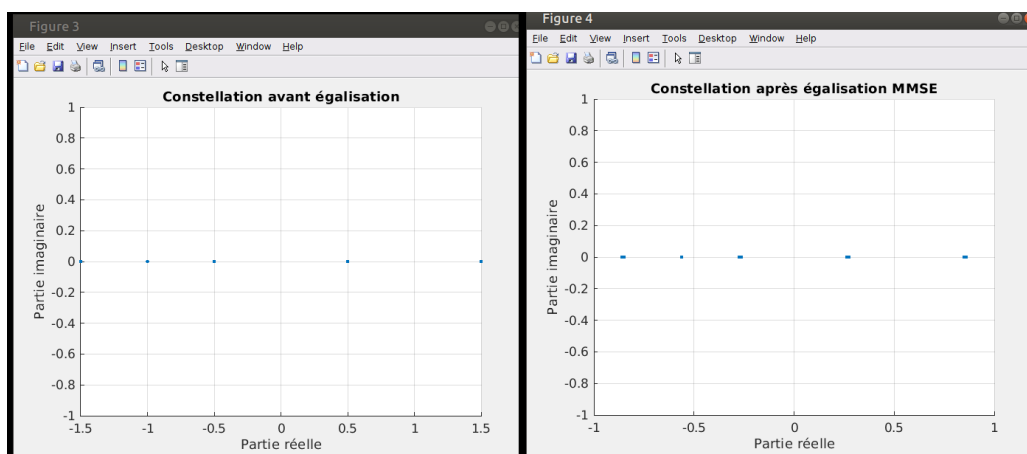 Figure 3
File Edit View Insert Tools Desktop Window Help
Constellation avant égalisation
1
0.8
0.6
0.4
0.2
0
-0.2
-0.4
-0.6
-0.8
-1
Partie imaginaire
-1.5 -1 -0.5 0 0.5 1 1.5
Partie réelle
Figure 4
File Edit View Insert Tools Desktop Window Help
Constellation après égalisation MMSE
1
0.8
0.6
0.4
0.2
0
-0.2
-0.4
-0.6
-0.8
-1
Partie imaginaire
-1 -0.5 0 0.5 1
Partie réelle